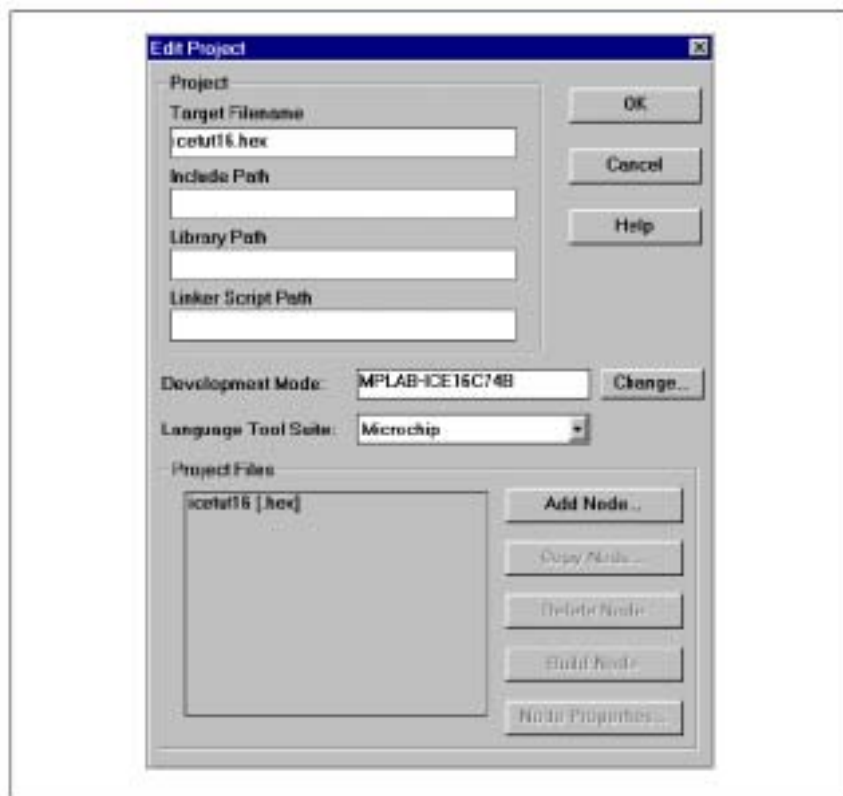 Edit Project
Project
Target Filename
icetut16.hex
Include Path
Library Path
Linker Script Path
OK
Cancel
Help
Development Mode:
MPLAB-ICE16C74B
Change...
Language Tool Suite:
Microchip
Project Files
icetut16 [.hex]
Add Node...
Copy Node...
Delete Node
Build Node
Node Properties...